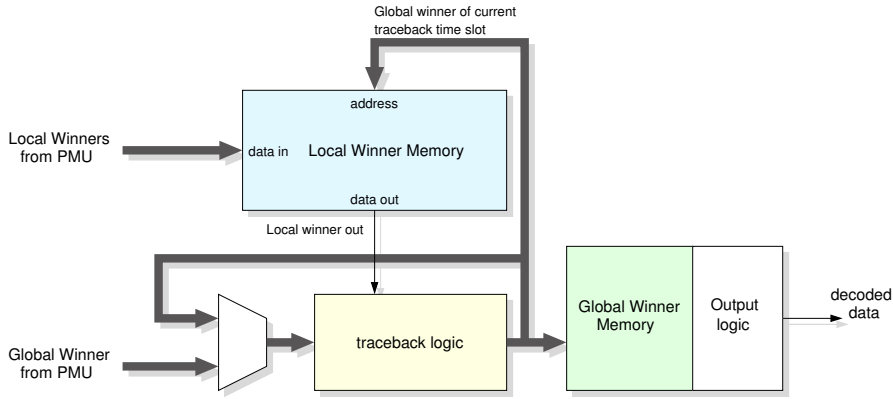 Global winner of current
traceback time slot
address
Local Winners
from PMU
data in
Local Winner Memory
data out
Local winner out
Global Winner
from PMU
traceback logic
Global Winner
Memory
Output
logic
decoded
data